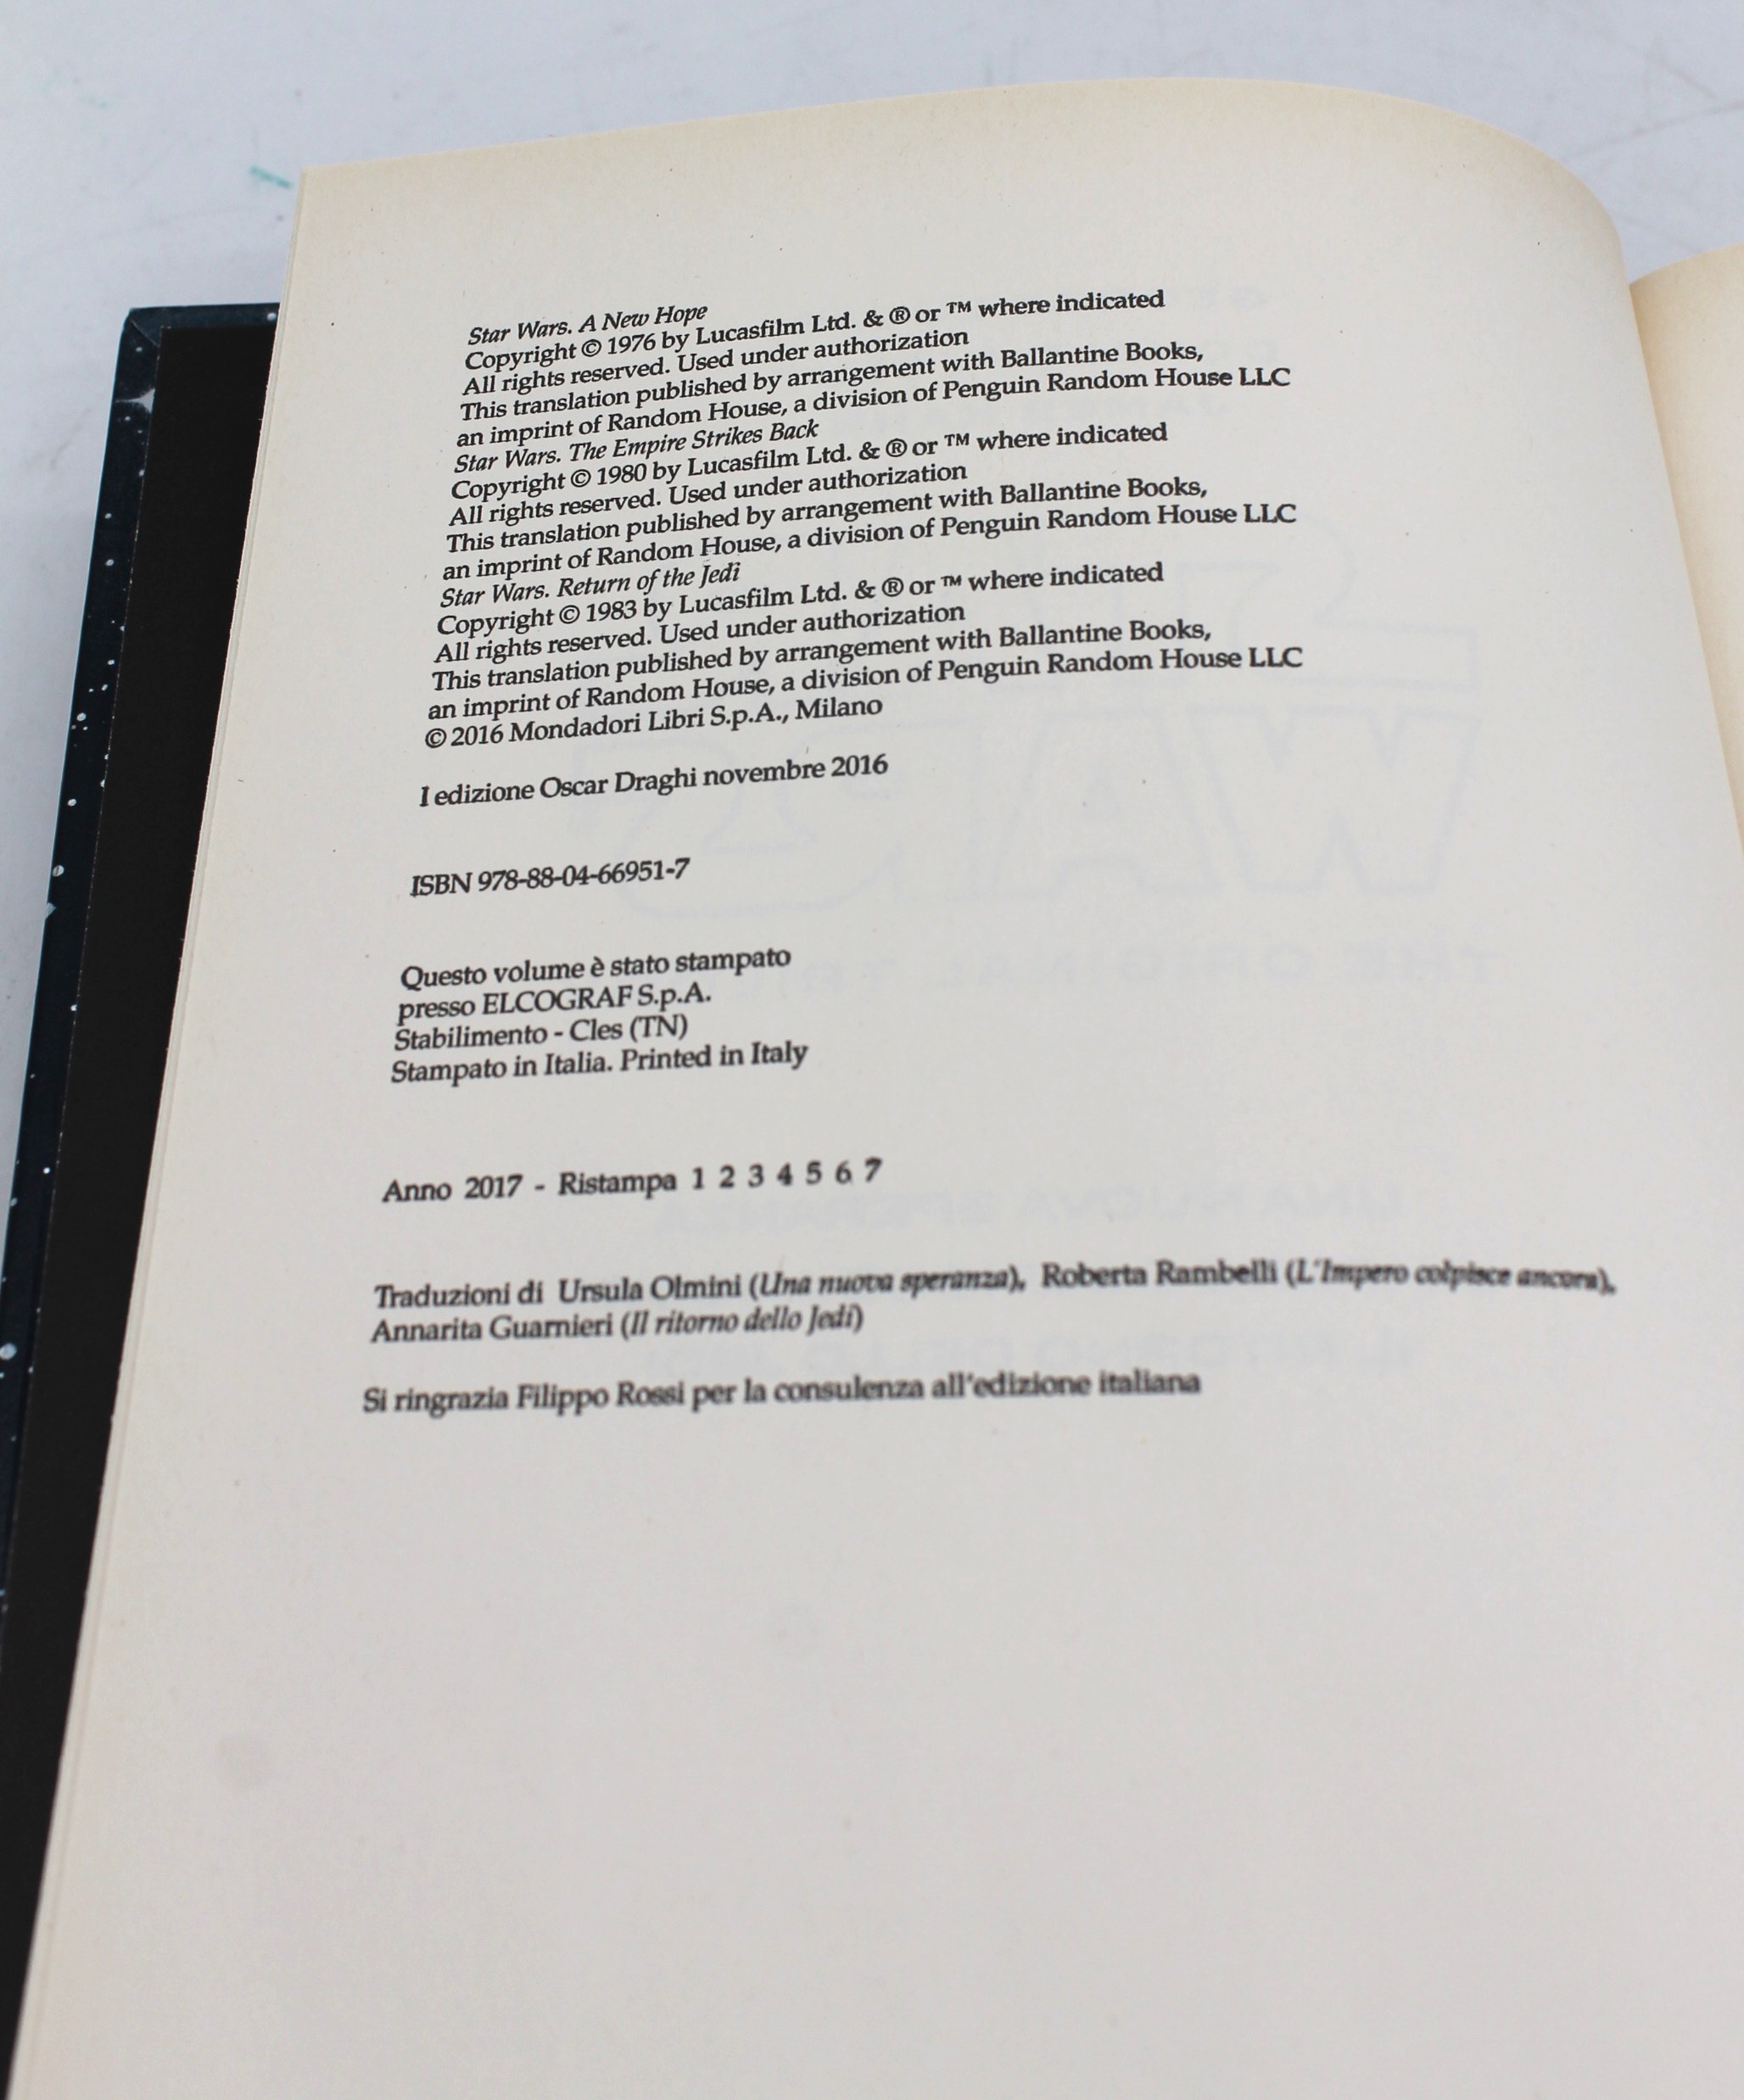 Star Wars. A New Hope
Copyright © 1976 by Lucasfilm Ltd. & ® or ™ where indicated
All rights reserved. Used under authorization
This translation published by arrangement with Ballantine Books,
an imprint of Random House, a division of Penguin Random House LLC
Star Wars. The Empire Strikes Back
Copyright © 1980 by Lucasfilm Ltd. & ® or ™ where indicated
All rights reserved. Used under authorization
This translation published by arrangement with Ballantine Books,
an imprint of Random House, a division of Penguin Random House LLC
Star Wars. Return of the Jedi
Copyright © 1983 by Lucasfilm Ltd. & ® or ™ where indicated
All rights reserved. Used under authorization
This translation published by arrangement with Ballantine Books,
an imprint of Random House, a division of Penguin Random House LLC
© 2016 Mondadori Libri S.p.A., Milano
I edizione Oscar Draghi novembre 2016
ISBN 978-88-04-66951-7
Questo volume è stato stampato
presso ELCOGRAF S.p.A.
Stabilimento - Cles (TN)
Stampato in Italia. Printed in Italy
Anno 2017 - Ristampa 1 2 3 4 5 6 7
Traduzioni di Ursula Olmini (Una nuova speranza), Roberta Rambelli (L'Impero colpisce ancora),
Annarita Guarnieri (Il ritorno dello Jedi)
Si ringrazia Filippo Rossi per la consulenza all'edizione italiana